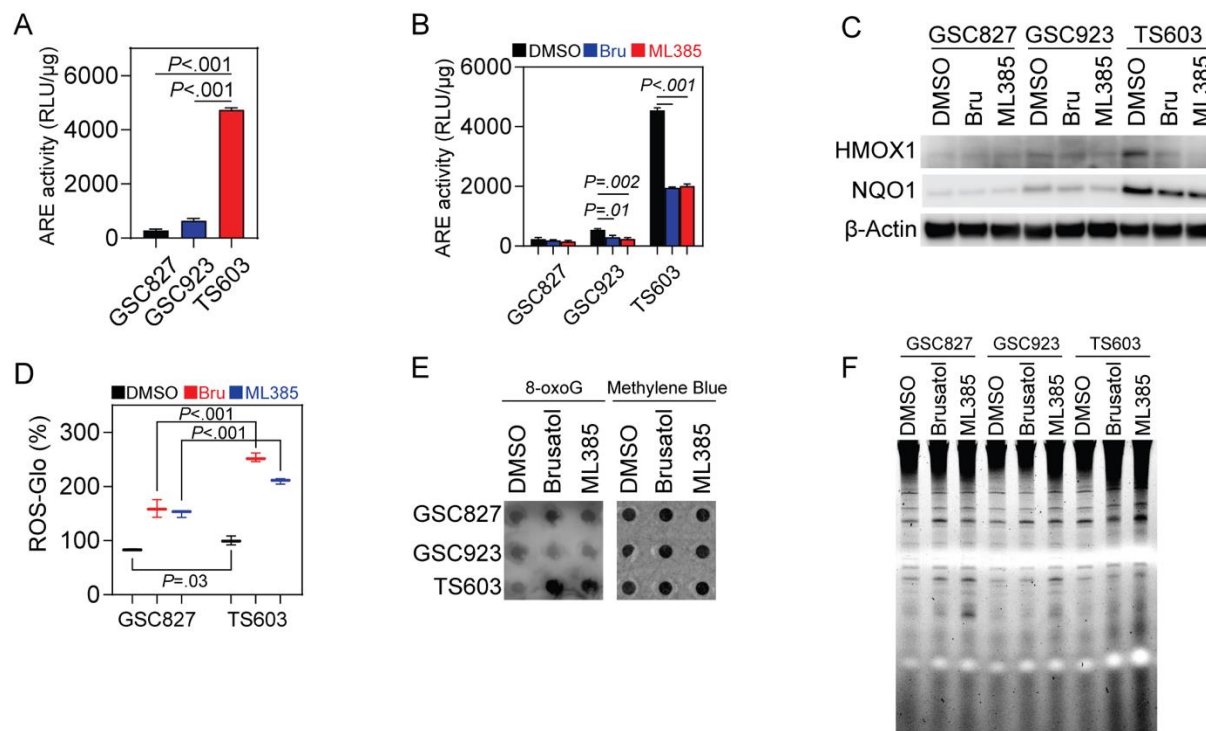 A
ARE activity (RLU/µg)
6000
4000
2000
0
P<.001
P<.001
GSC827
GSC923
TS603
B
DMSO Bru ML385
ARE activity (RLU/µg)
6000
4000
2000
0
P<.001
P=.002
P=.01
GSC827
GSC923
TS603
C
GSC827 GSC923 TS603
DMSO Bru ML385 DMSO Bru ML385 DMSO Bru ML385
HMOX1
NQO1
β-Actin
D
DMSO Bru ML385
ROS-Glo (%)
300
200
100
0
P<.001
P<.001
P=.03
GSC827 TS603
E
8-oxoG Methylene Blue
DMSO Brusatol ML385 DMSO Brusatol ML385
GSC827
GSC923
TS603
F
GSC827 GSC923 TS603
DMSO Brusatol ML385 DMSO Brusatol ML385 DMSO Brusatol ML385